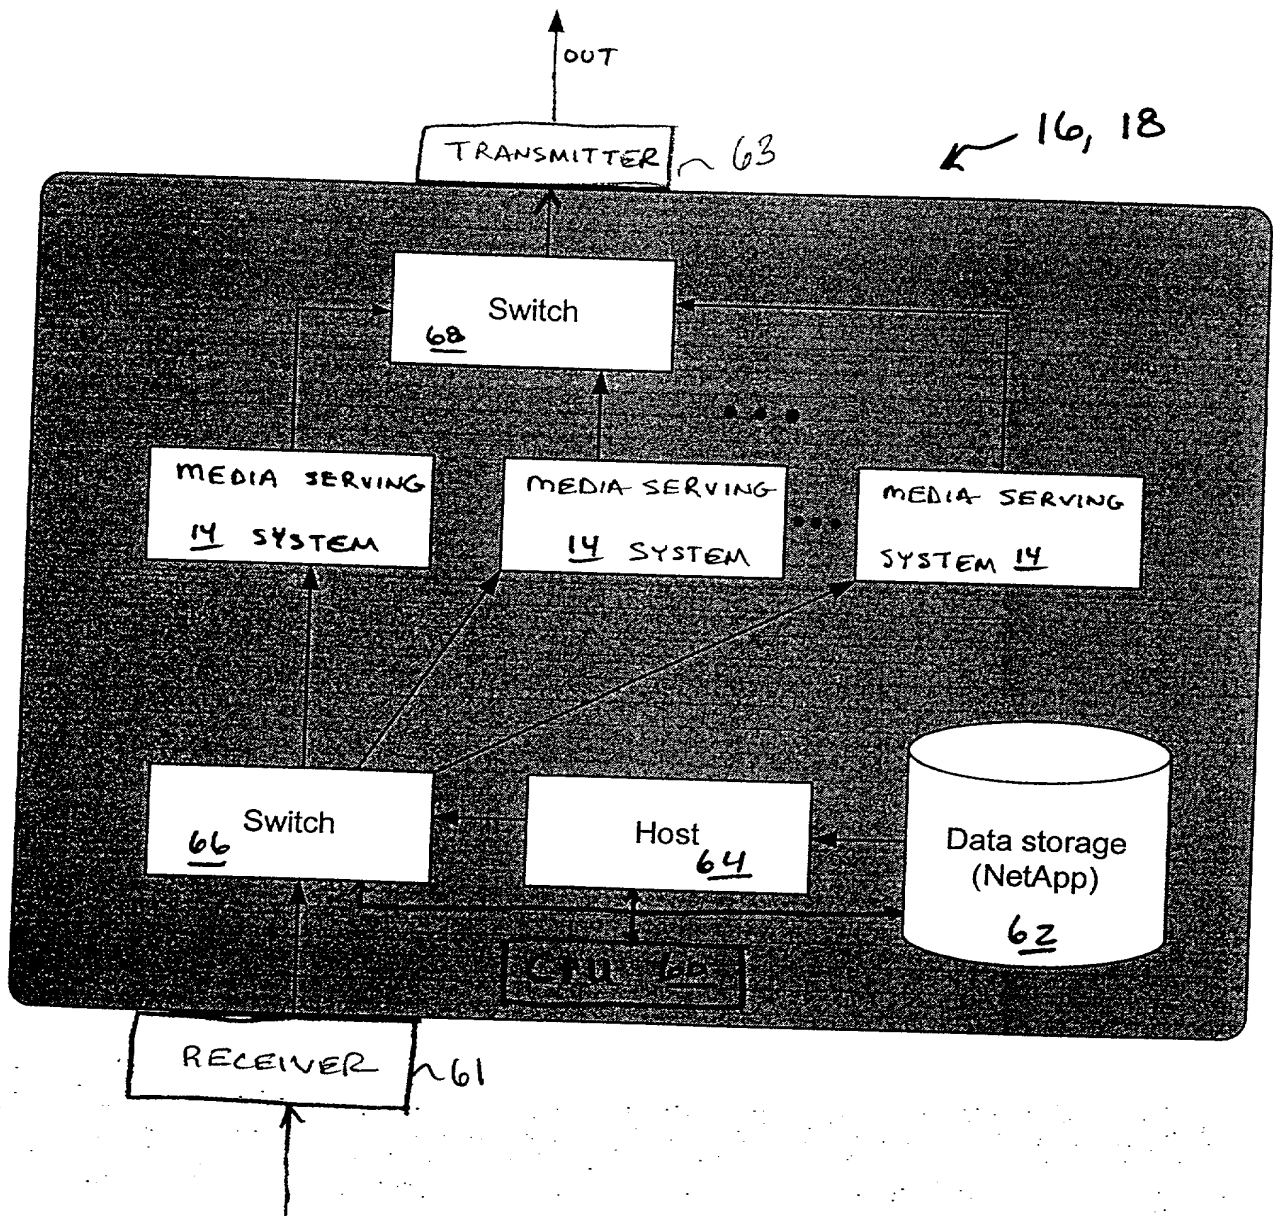 OUT
16, 18
TRANSMITTER 63
Switch
68
MEDIA SERVING
14 SYSTEM
MEDIA SERVING
14 SYSTEM
MEDIA SERVING
SYSTEM 14
Switch
66
Host
64
Data storage
(NetApp)
62
CPU
RECEIVER 61